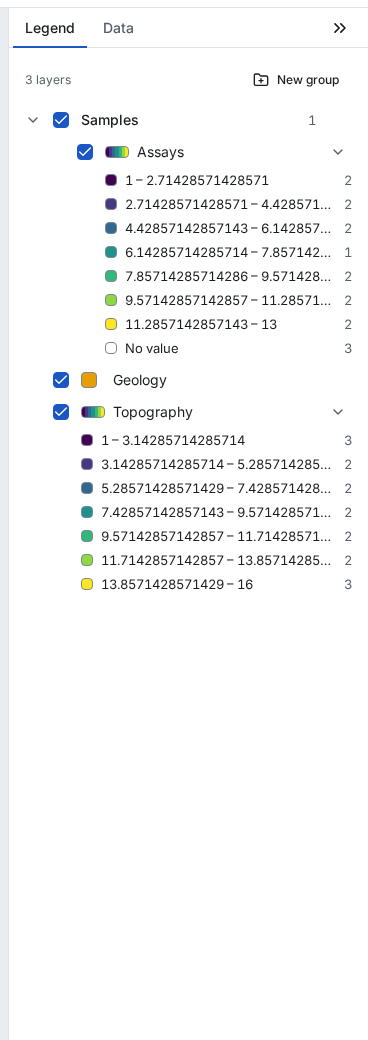 Legend
Data
3 layers
New group
Samples 1
Assays
1 – 2.71428571428571 2
2.71428571428571 – 4.428571... 2
4.42857142857143 – 6.142857... 2
6.14285714285714 – 7.857142... 1
7.85714285714286 – 9.571428... 2
9.57142857142857 – 11.28571... 2
11.2857142857143 – 13 2
No value 3
Geology
Topography
1 – 3.14285714285714 3
3.14285714285714 – 5.285714285... 2
5.28571428571429 – 7.428571428... 2
7.42857142857143 – 9.571428571... 2
9.57142857142857 – 11.71428571... 2
11.7142857142857 – 13.85714285... 2
13.8571428571429 – 16 3